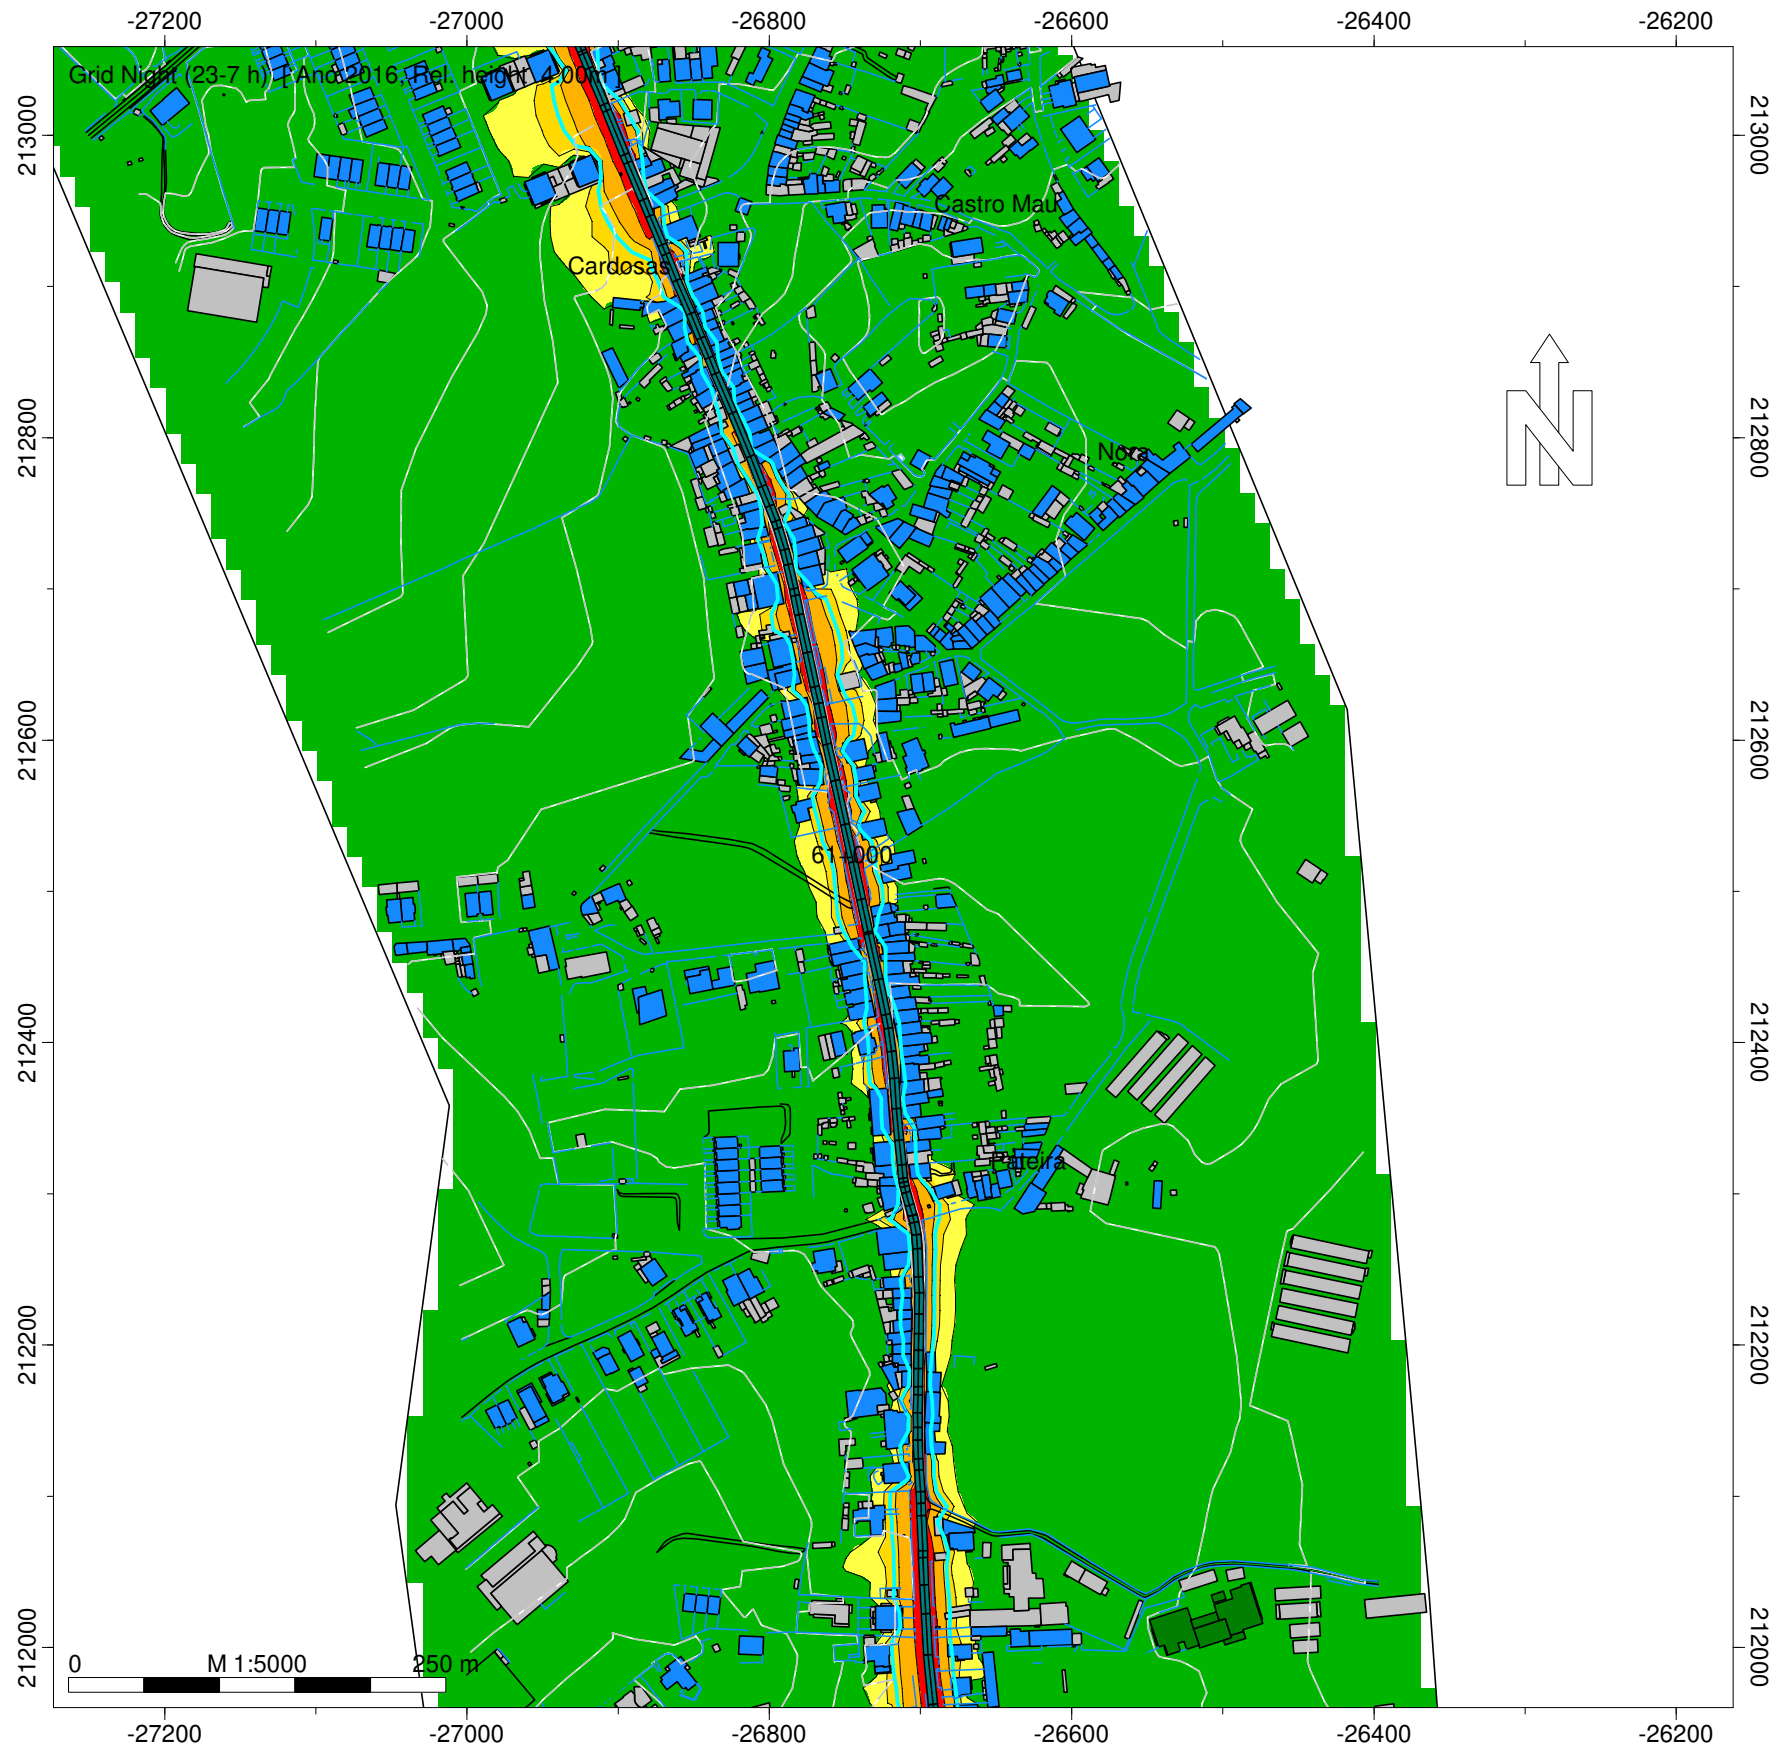 -27200 -27000 -26800 -26600 -26400 -26200
Grid Night (23-7 h) [ Ano 2016, Rel. height 4.00m ]
213000 213000
Castro Mau
Cardosas
212800 212800
Nora
212600 212600
61+000
212400 212400
Pateira
212200 212200
212000 212000
0 M 1:5000 250 m
-27200 -27000 -26800 -26600 -26400 -26200